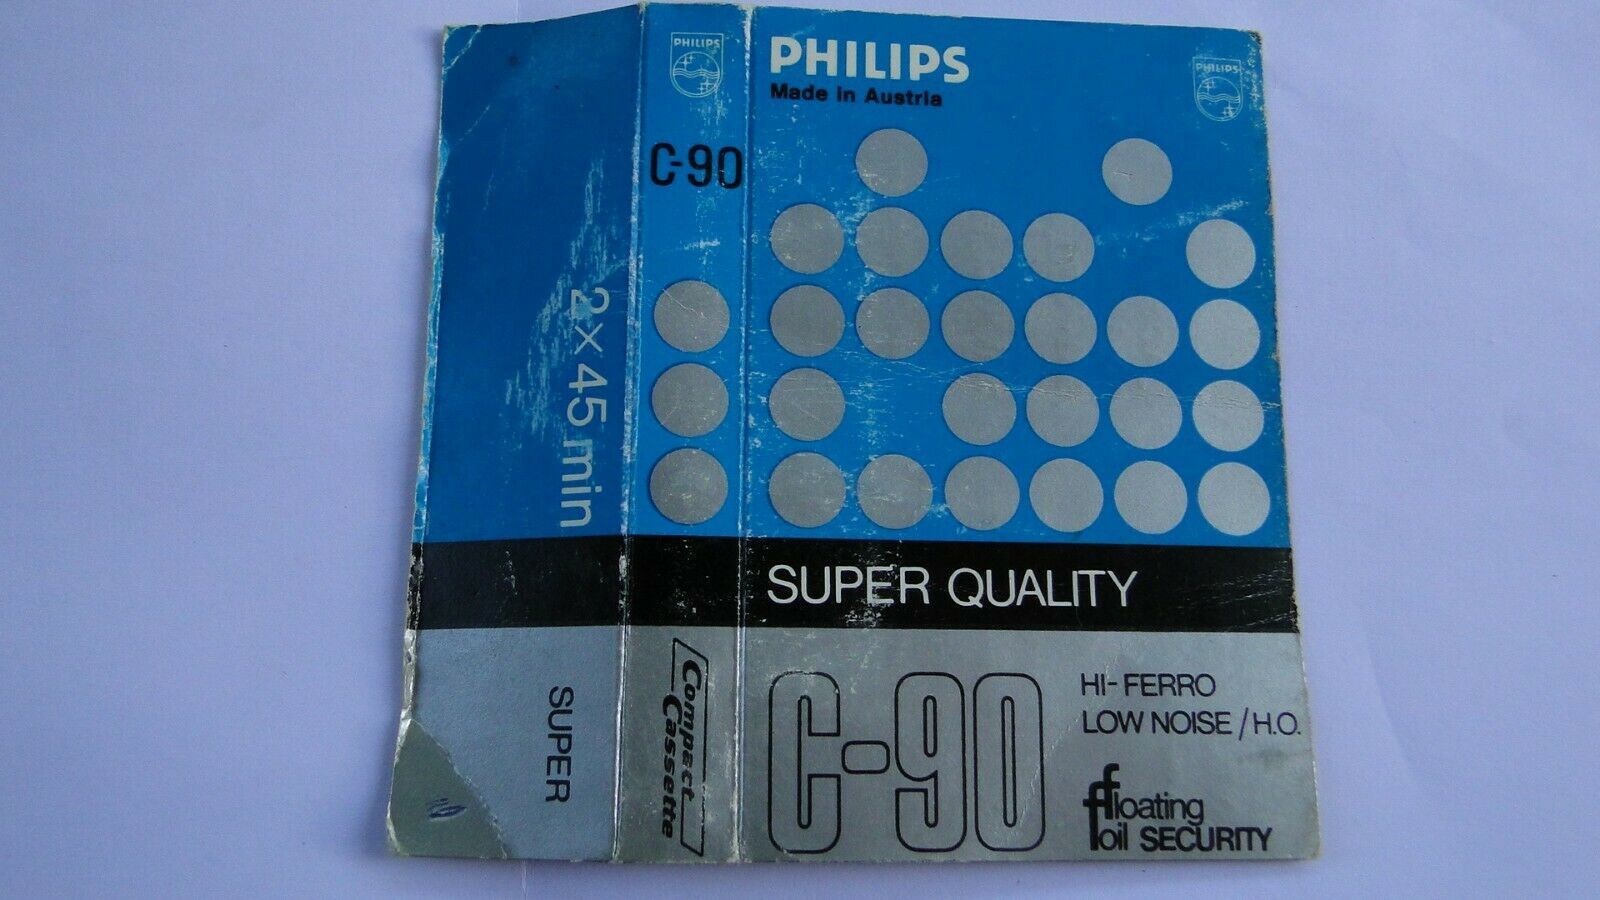 2 x 45 min
SUPER
PHILIPS
C-90
Compact
Cassette
PHILIPS
Made in Austria
PHILIPS
SUPER QUALITY
C-90
HI-FERRO
LOW NOISE / H.O.
floating
foil SECURITY